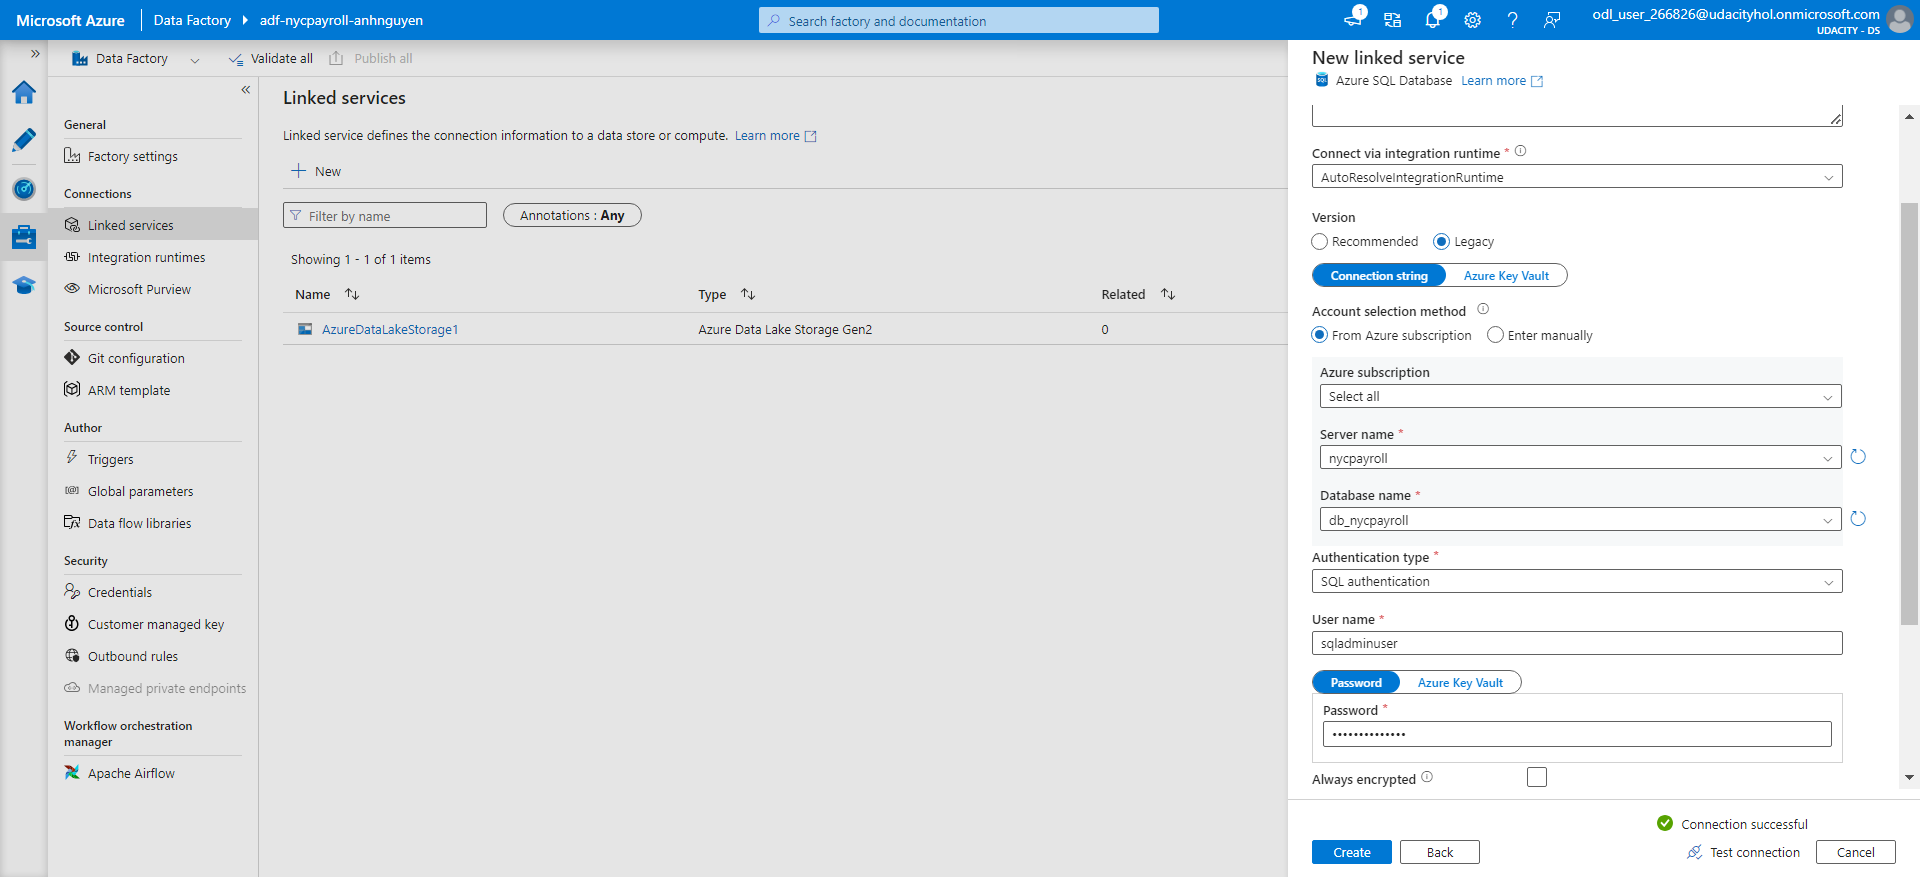 Microsoft Azure
Data Factory
adf-nycpayroll-anhnguyen
Search factory and documentation
1
1
odl_user_266826@udacityhol.onmicrosoft.com
UDACITY - DS
Data Factory
Validate all
Publish all
General
Factory settings
Connections
Linked services
Integration runtimes
Microsoft Purview
Source control
Git configuration
ARM template
Author
Triggers
Global parameters
Data flow libraries
Security
Credentials
Customer managed key
Outbound rules
Managed private endpoints
Workflow orchestration
manager
Apache Airflow
Linked services
Linked service defines the connection information to a data store or compute. Learn more
New
Filter by name
Annotations : Any
Showing 1 - 1 of 1 items
Name Type Related
AzureDataLakeStorage1 Azure Data Lake Storage Gen2 0
New linked service
Azure SQL Database Learn more
Connect via integration runtime *
AutoResolveIntegrationRuntime
Version
Recommended Legacy
Connection string Azure Key Vault
Account selection method
From Azure subscription Enter manually
Azure subscription
Select all
Server name *
nycpayroll
Database name *
db_nycpayroll
Authentication type *
SQL authentication
User name *
sqladminuser
Password Azure Key Vault
Password *
••••••••••••••
Always encrypted
Connection successful
Create Back Test connection Cancel